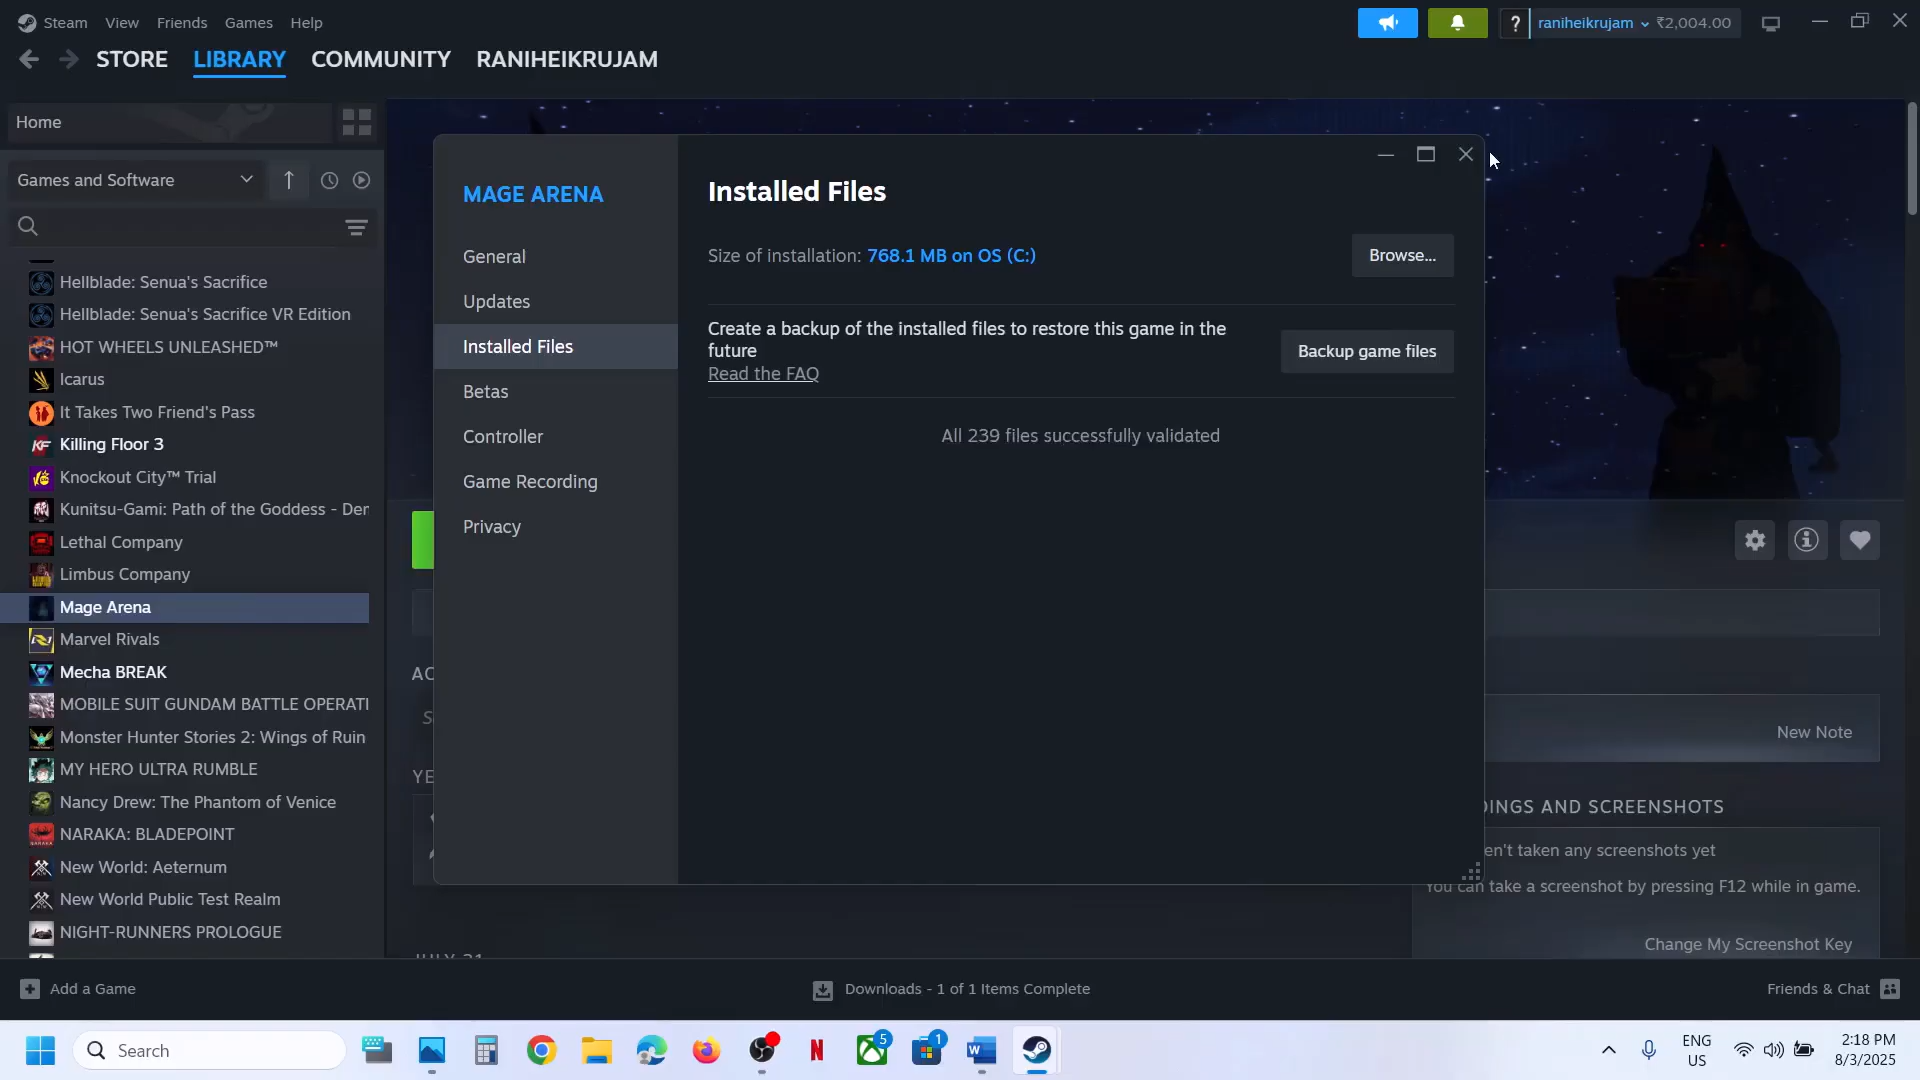 Steam View Friends Games Help
raniheikrujam ₹2,004.00
STORE LIBRARY COMMUNITY RANIHEIKRUJAM
Home
Games and Software
MAGE ARENA
General
Updates
Installed Files
Betas
Controller
Game Recording
Privacy
Installed Files
Size of installation: 768.1 MB on OS (C:)
Browse...
Create a backup of the installed files to restore this game in the
future
Read the FAQ
Backup game files
All 239 files successfully validated
Hellblade: Senua's Sacrifice
Hellblade: Senua's Sacrifice VR Edition
HOT WHEELS UNLEASHED™
Icarus
It Takes Two Friend's Pass
Killing Floor 3
Knockout City™ Trial
Kunitsu-Gami: Path of the Goddess - Der
Lethal Company
Limbus Company
Mage Arena
Marvel Rivals
Mecha BREAK
MOBILE SUIT GUNDAM BATTLE OPERATI
Monster Hunter Stories 2: Wings of Ruin
MY HERO ULTRA RUMBLE
Nancy Drew: The Phantom of Venice
NARAKA: BLADEPOINT
New World: Aeternum
New World Public Test Realm
NIGHT-RUNNERS PROLOGUE
AC
S
YE
New Note
DINGS AND SCREENSHOTS
en't taken any screenshots yet
You can take a screenshot by pressing F12 while in game.
Change My Screenshot Key
Add a Game
Downloads - 1 of 1 Items Complete
Friends & Chat
Search
5
1
ENG
US
2:18 PM
8/3/2025